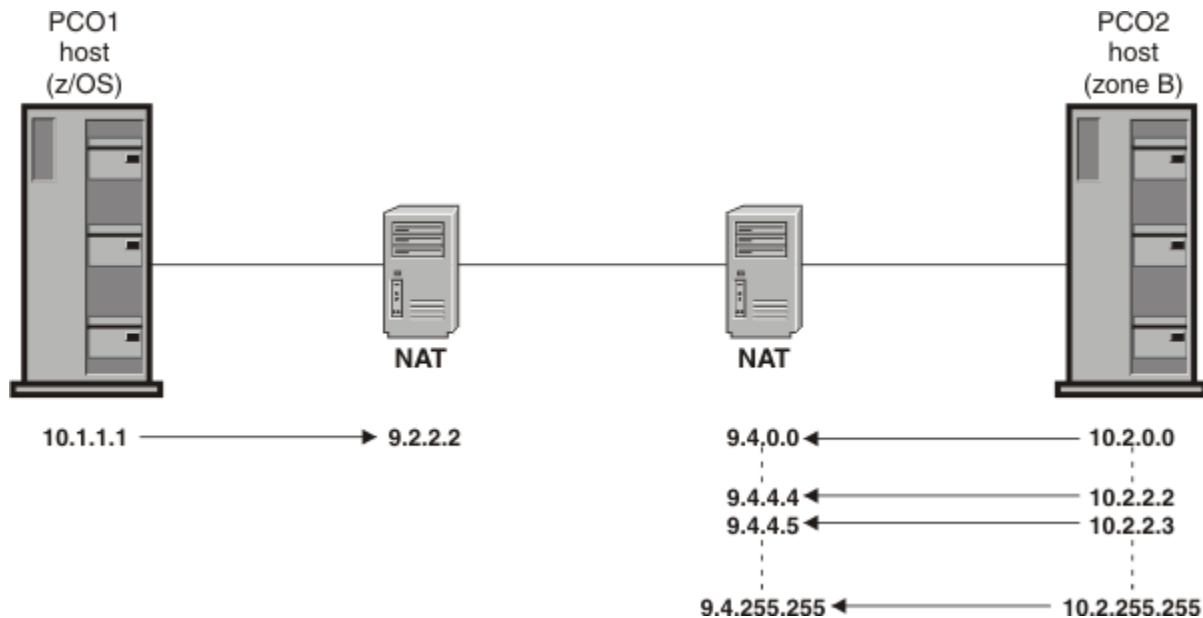 PCO1
host
(z/OS)
PCO2
host
(zone B)
NAT
NAT
10.1.1.1
9.2.2.2
9.4.0.0
10.2.0.0
9.4.4.4
10.2.2.2
9.4.4.5
10.2.2.3
9.4.255.255
10.2.255.255